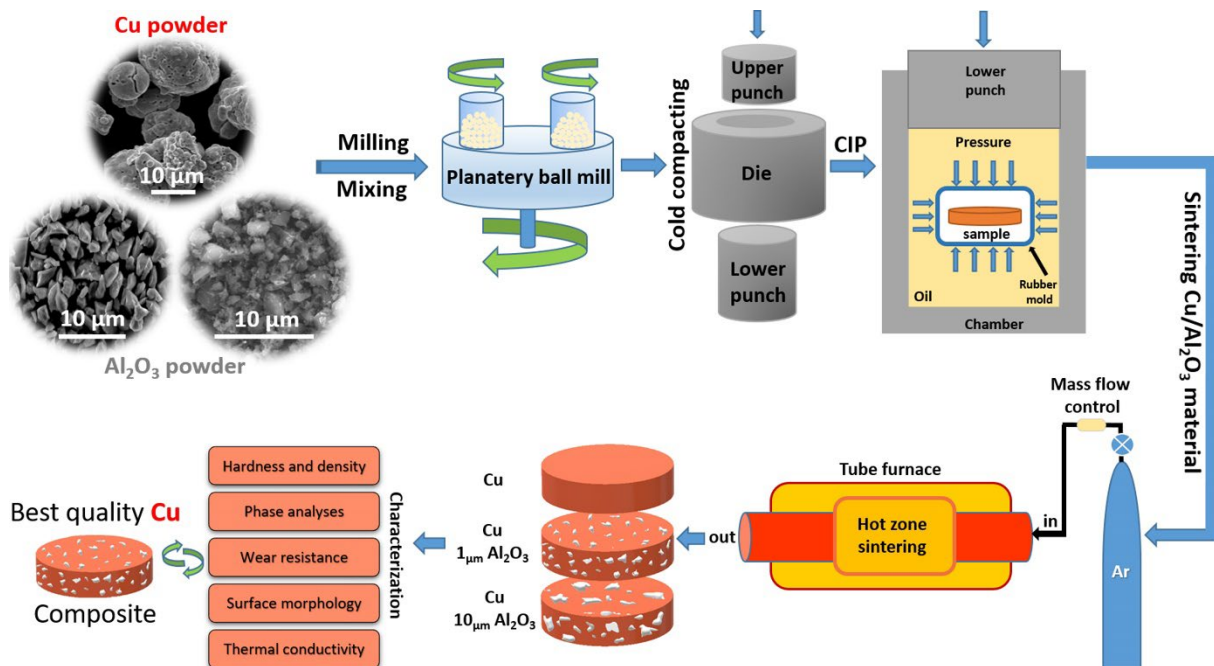 Cu powder
10 µm
10 µm
10 µm
Al₂O₃ powder
Milling
Mixing
Planatery ball mill
Cold compacting
Upper
punch
Die
Lower
punch
CIP
Lower
punch
Pressure
sample
Rubber
mold
Oil
Chamber
Sintering Cu/Al₂O₃ material
Mass flow
control
Ar
in
Tube furnace
Hot zone
sintering
out
Cu
Cu
1µm Al₂O₃
Cu
10µm Al₂O₃
Characterization
Hardness and density
Phase analyses
Wear resistance
Surface morphology
Thermal conductivity
Best quality Cu
Composite